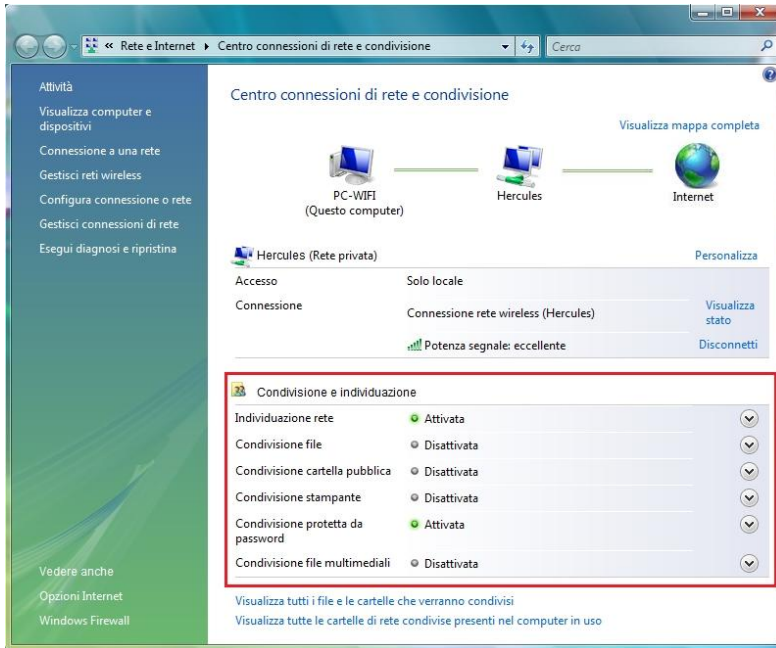 « Rete e Internet ▸ Centro connessioni di rete e condivisione
Cerca
Attività
Visualizza computer e
dispositivi
Connessione a una rete
Gestisci reti wireless
Configura connessione o rete
Gestisci connessioni di rete
Esegui diagnosi e ripristina
Vedere anche
Opzioni Internet
Windows Firewall
Centro connessioni di rete e condivisione
Visualizza mappa completa
PC-WIFI
(Questo computer)
Hercules
Internet
Hercules (Rete privata)
Personalizza
Accesso
Solo locale
Connessione
Connessione rete wireless (Hercules)
Visualizza
stato
Potenza segnale: eccellente
Disconnetti
Condivisione e individuazione
Individuazione rete
Attivata
Condivisione file
Disattivata
Condivisione cartella pubblica
Disattivata
Condivisione stampante
Disattivata
Condivisione protetta da
password
Attivata
Condivisione file multimediali
Disattivata
Visualizza tutti i file e le cartelle che verranno condivisi
Visualizza tutte le cartelle di rete condivise presenti nel computer in uso